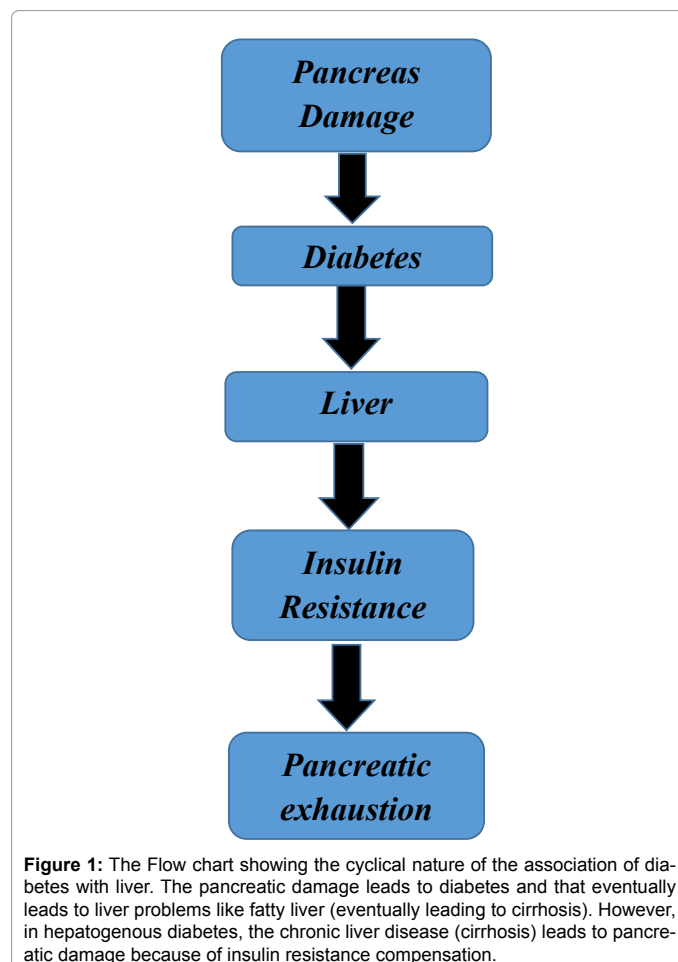 Pancreas
Damage
Diabetes
Liver
Insulin
Resistance
Pancreatic
exhaustion
Figure 1: The Flow chart showing the cyclical nature of the association of dia-
betes with liver. The pancreatic damage leads to diabetes and that eventually
leads to liver problems like fatty liver (eventually leading to cirrhosis). However,
in hepatogenous diabetes, the chronic liver disease (cirrhosis) leads to pancre-
atic damage because of insulin resistance compensation.